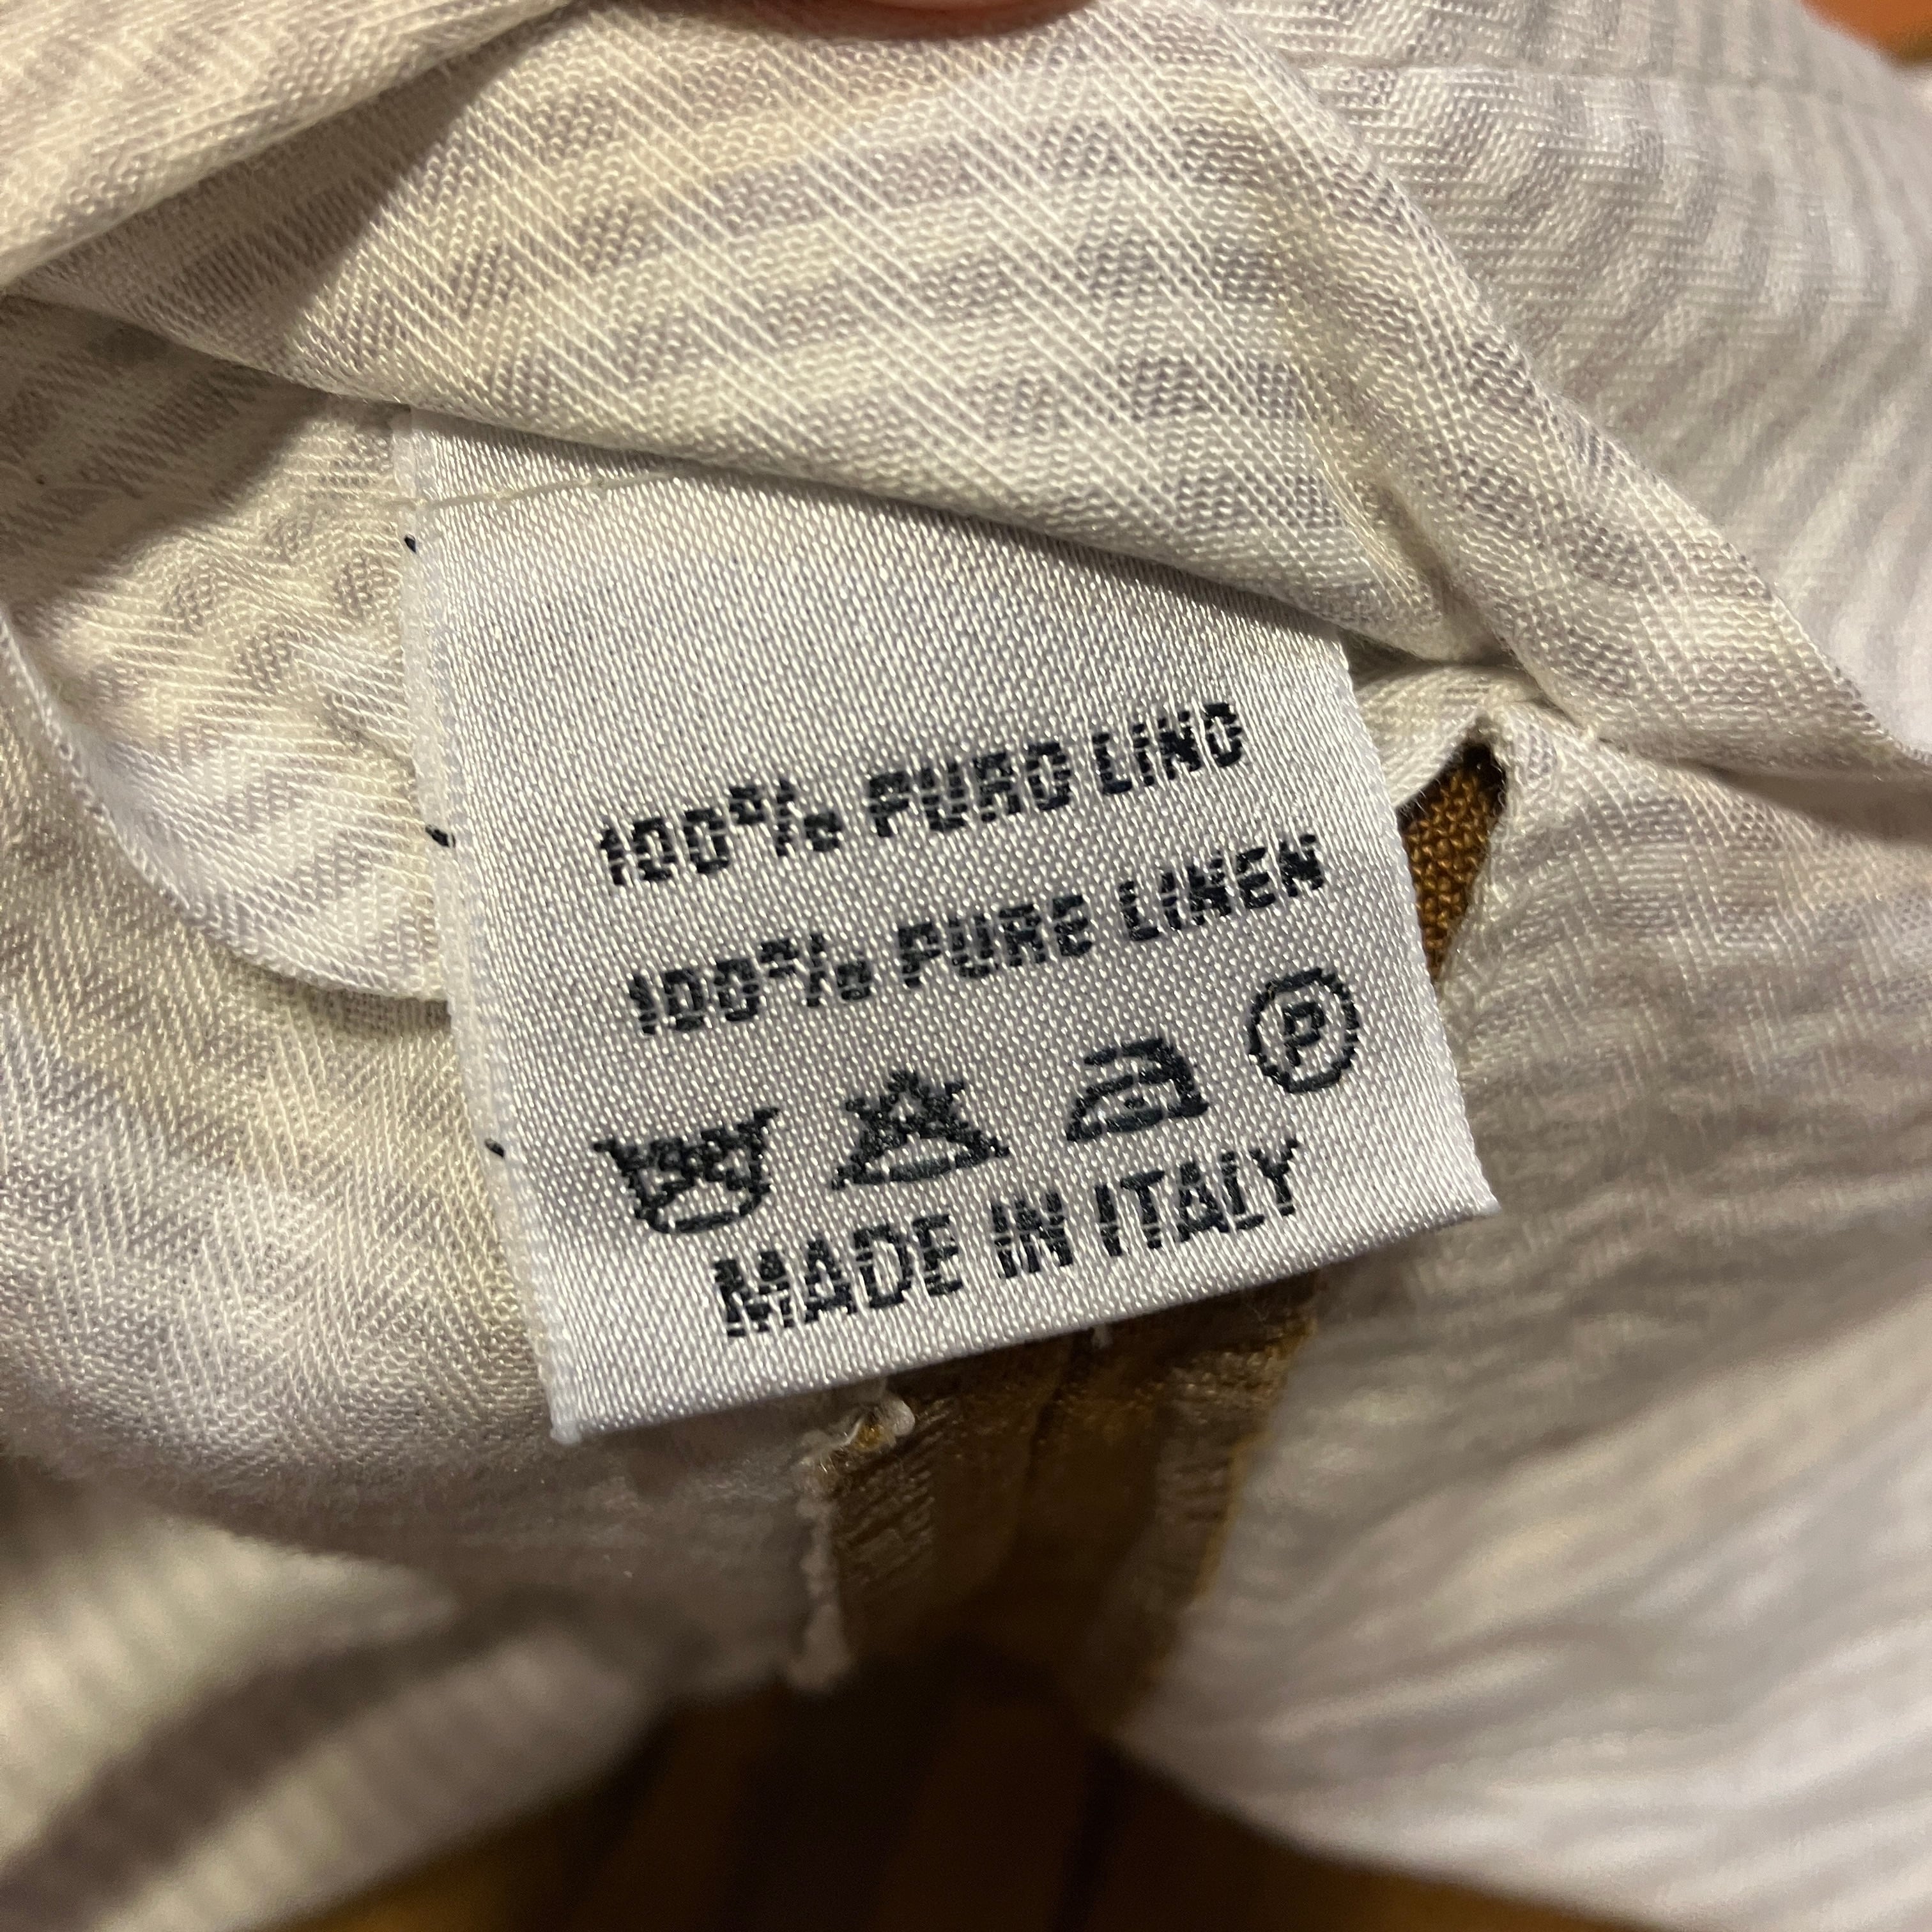 100% PURO LINO
100% PURE LINEN
P
MADE IN ITALY